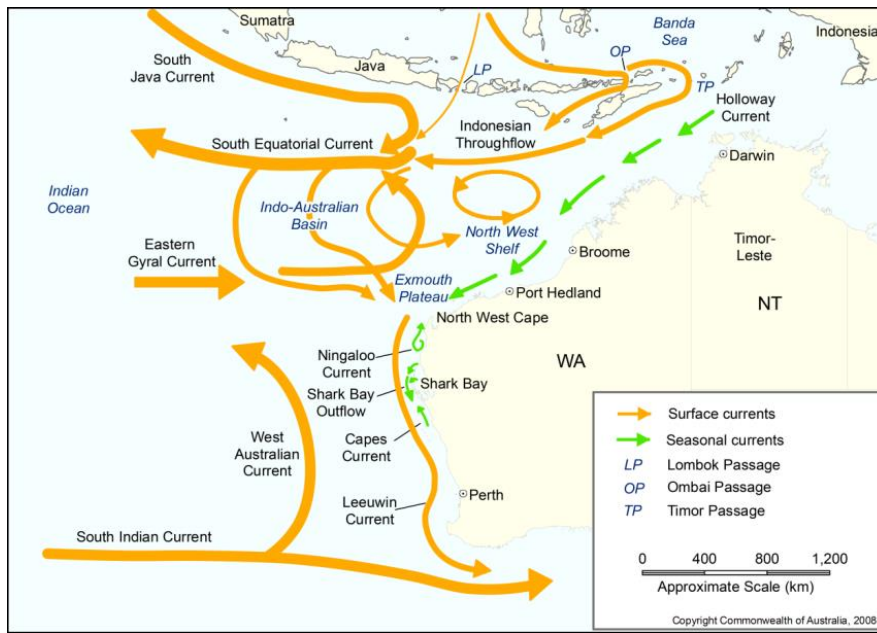 Sumatra
South
Java Current
Java
LP
OP
Banda
Sea
Indonesia
TP
Holloway
Current
Indonesian
Throughflow
South Equatorial Current
Darwin
Indian
Ocean
Indo-Australian
Basin
North West
Shelf
Eastern
Gyral Current
Broome
Timor-
Leste
Exmouth
Plateau
Port Hedland
NT
North West Cape
Ningaloo
Current
WA
Shark Bay
Shark Bay
Outflow
Capes
Current
West
Australian
Current
Perth
Leeuwin
Current
South Indian Current
Surface currents
Seasonal currents
LP Lombok Passage
OP Ombai Passage
TP Timor Passage
0 400 800 1,200
Approximate Scale (km)
Copyright Commonwealth of Australia, 2008